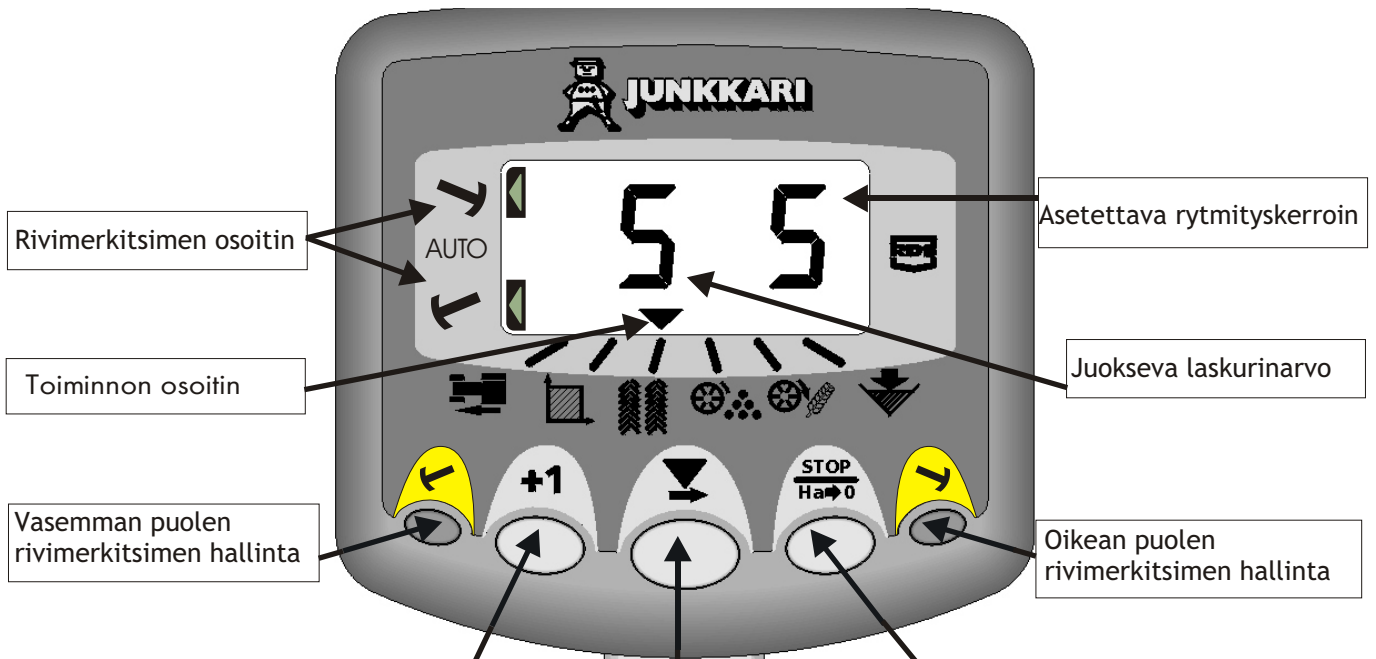 JUNKKARI
Rivimerkitsimen osoitin
AUTO
5 5
RDS
Asetettava rytmityskerroin
Toiminnon osoitin
Juokseva laskurinarvo
+1
STOP
Ha➡0
Vasemman puolen
rivimerkitsimen hallinta
Oikean puolen
rivimerkitsimen hallinta